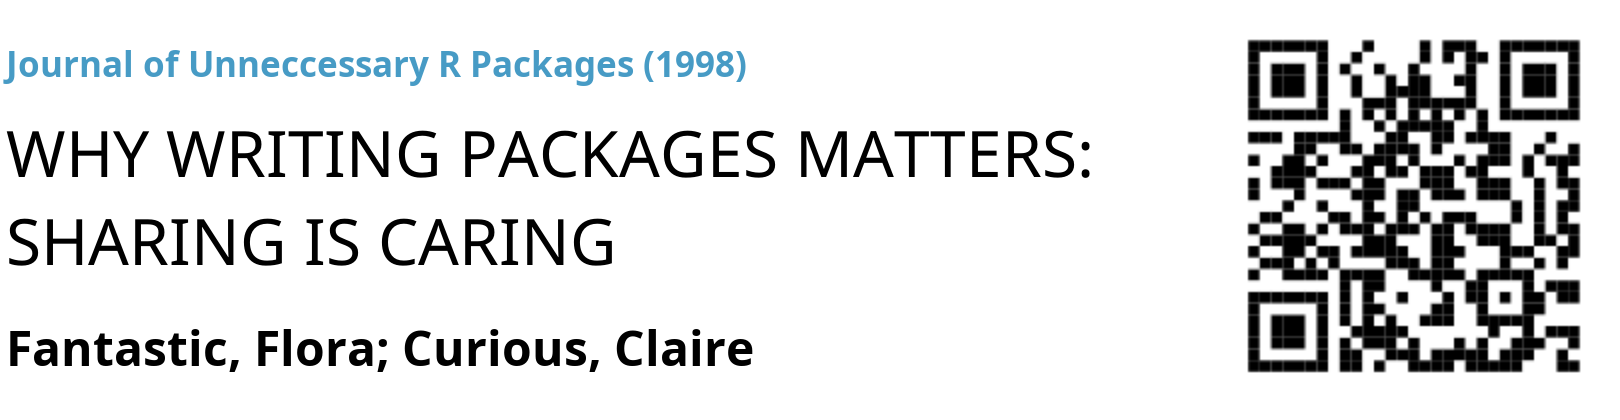 Journal of Unneccessary R Packages (1998)
WHY WRITING PACKAGES MATTERS:
SHARING IS CARING
Fantastic, Flora; Curious, Claire